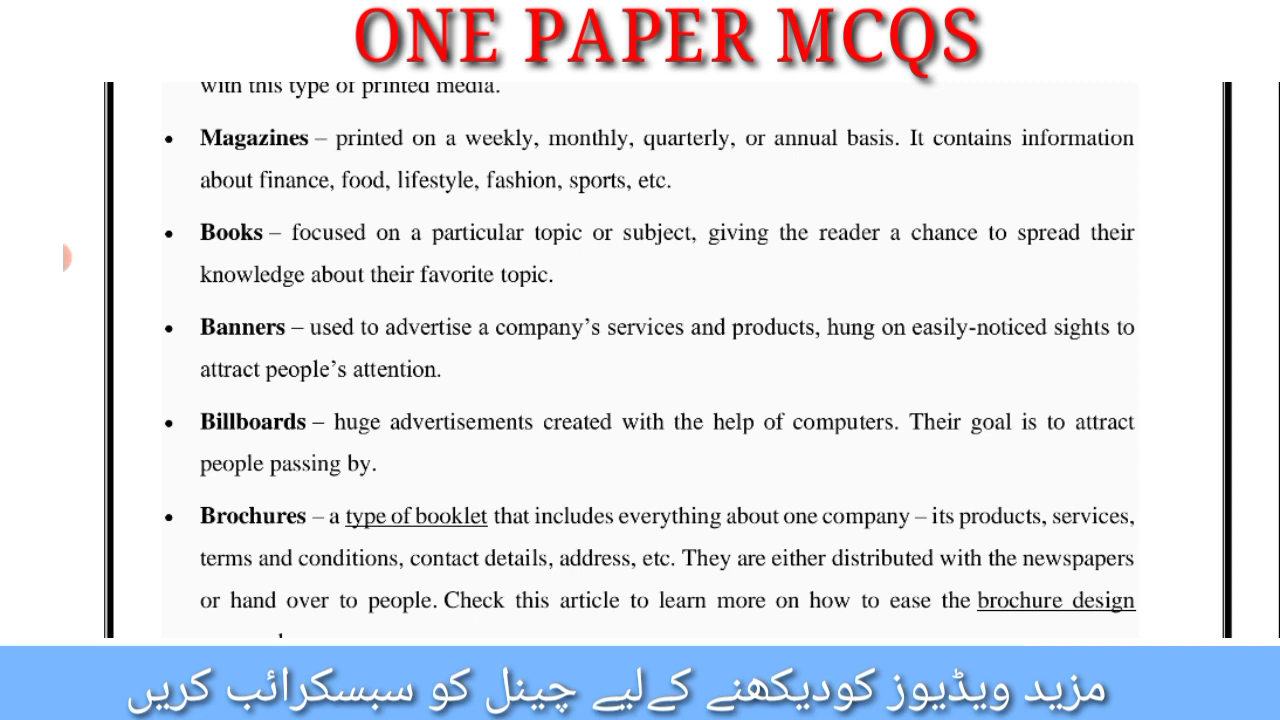 ONE PAPER MCQS
with this type of printed media.
• Magazines – printed on a weekly, monthly, quarterly, or annual basis. It contains information
about finance, food, lifestyle, fashion, sports, etc.
• Books – focused on a particular topic or subject, giving the reader a chance to spread their
knowledge about their favorite topic.
• Banners – used to advertise a company’s services and products, hung on easily-noticed sights to
attract people’s attention.
• Billboards – huge advertisements created with the help of computers. Their goal is to attract
people passing by.
• Brochures – a type of booklet that includes everything about one company – its products, services,
terms and conditions, contact details, address, etc. They are either distributed with the newspapers
or hand over to people. Check this article to learn more on how to ease the brochure design
مزید ویڈیوز کودیکھنے کےلیے چینل کو سبسکرائب کریں